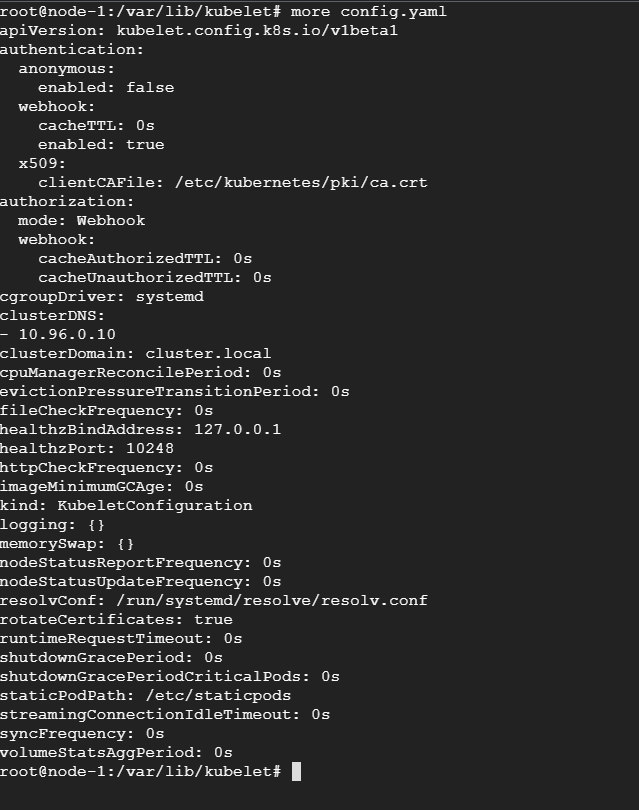 root@node-1:/var/lib/kubelet# more config.yaml
apiVersion: kubelet.config.k8s.io/v1beta1
authentication:
  anonymous:
    enabled: false
  webhook:
    cacheTTL: 0s
    enabled: true
  x509:
    clientCAFile: /etc/kubernetes/pki/ca.crt
authorization:
  mode: Webhook
  webhook:
    cacheAuthorizedTTL: 0s
    cacheUnauthorizedTTL: 0s
cgroupDriver: systemd
clusterDNS:
- 10.96.0.10
clusterDomain: cluster.local
cpuManagerReconcilePeriod: 0s
evictionPressureTransitionPeriod: 0s
fileCheckFrequency: 0s
healthzBindAddress: 127.0.0.1
healthzPort: 10248
httpCheckFrequency: 0s
imageMinimumGCAge: 0s
kind: KubeletConfiguration
logging: {}
memorySwap: {}
nodeStatusReportFrequency: 0s
nodeStatusUpdateFrequency: 0s
resolvConf: /run/systemd/resolve/resolv.conf
rotateCertificates: true
runtimeRequestTimeout: 0s
shutdownGracePeriod: 0s
shutdownGracePeriodCriticalPods: 0s
staticPodPath: /etc/staticpods
streamingConnectionIdleTimeout: 0s
syncFrequency: 0s
volumeStatsAggPeriod: 0s
root@node-1:/var/lib/kubelet#